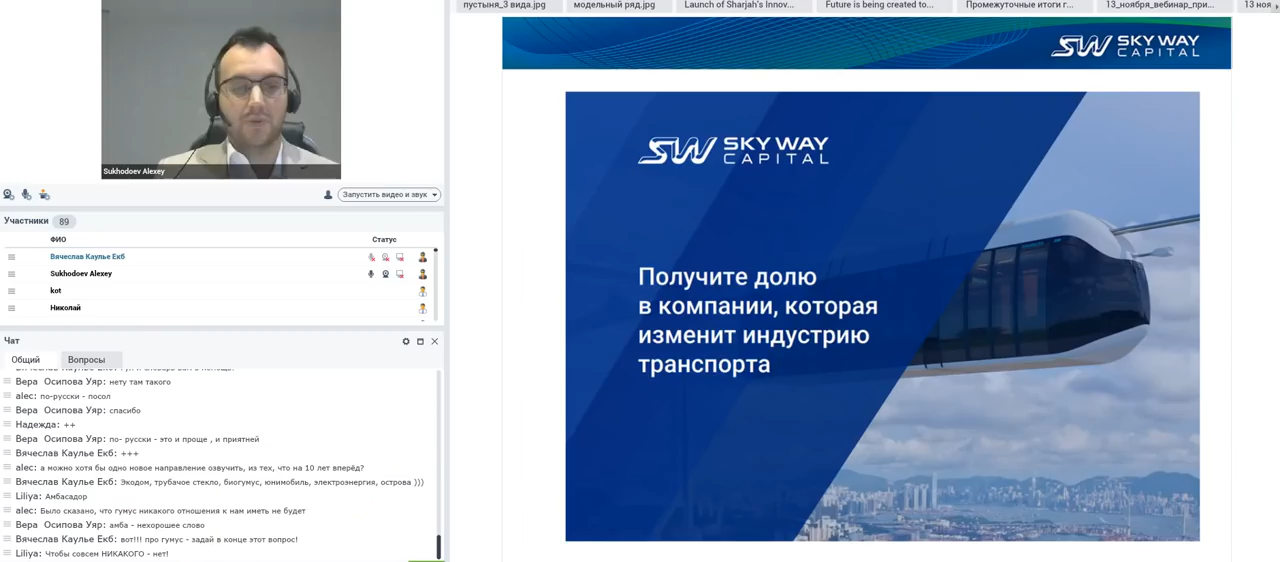 пустыня_3 вида.jpg
модельный ряд.jpg
Launch of Sharjah's Innov...
Future is being created to...
Промежуточные итоги г...
13_ноября_вебинар_при...
13 ноя
SW SKY WAY
CAPITAL
SW SKY WAY
CAPITAL
Получите долю
в компании, которая
изменит индустрию
транспорта
Sukhodoev Alexey
Запустить видео и звук
Участники 89
ФИО Статус
Вячеслав Каулье Екб
Sukhodoev Alexey
kot
Николай
Чат
Общий Вопросы
Вера Осипова Уяр: нету там такого
alec: по-русски - посол
Вера Осипова Уяр: спасибо
Надежда: ++
Вера Осипова Уяр: по- русски - это и проще , и приятней
Вячеслав Каулье Екб: +++
alec: а можно хотя бы одно новое направление озвучить, из тех, что на 10 лет вперёд?
Вячеслав Каулье Екб: Экодом, трубачое стекло, биогумус, юнимобиль, электроэнергия, острова )))
Liliya: Амбасадор
alec: Было сказано, что гумус никакого отношения к нам иметь не будет
Вера Осипова Уяр: амба - нехорошее слово
Вячеслав Каулье Екб: вот!!! про гумус - задай в конце этот вопрос!
Liliya: Чтобы совсем НИКАКОГО - нет!